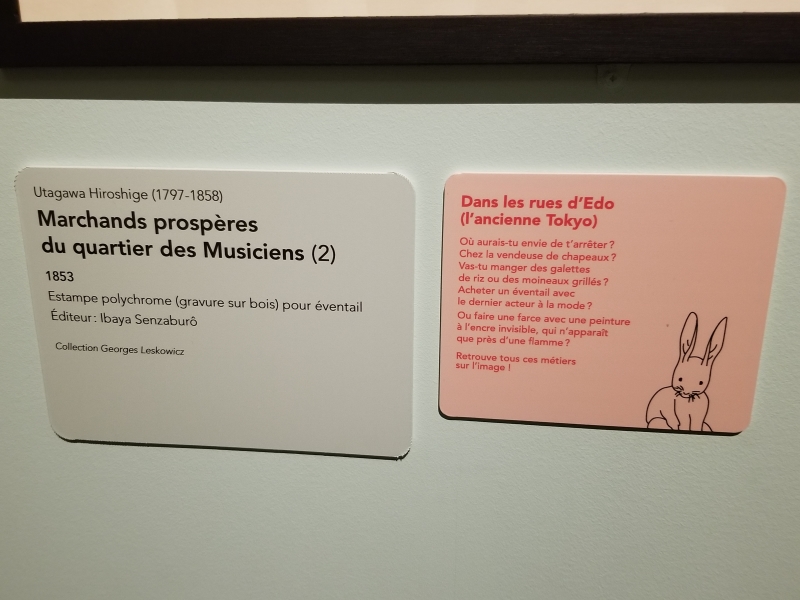 Utagawa Hiroshige (1797-1858)
Marchands prospères
du quartier des Musiciens (2)
1853
Estampe polychrome (gravure sur bois) pour éventail
Éditeur : Ibaya Senzaburô
Collection Georges Leskowicz
Dans les rues d'Edo
(l'ancienne Tokyo)
Où aurais-tu envie de t'arrêter ?
Chez la vendeuse de chapeaux ?
Vas-tu manger des galettes
de riz ou des moineaux grillés ?
Acheter un éventail avec
le dernier acteur à la mode ?
Ou faire une farce avec une peinture
à l'encre invisible, qui n'apparaît
que près d'une flamme ?
Retrouve tous ces métiers
sur l'image !